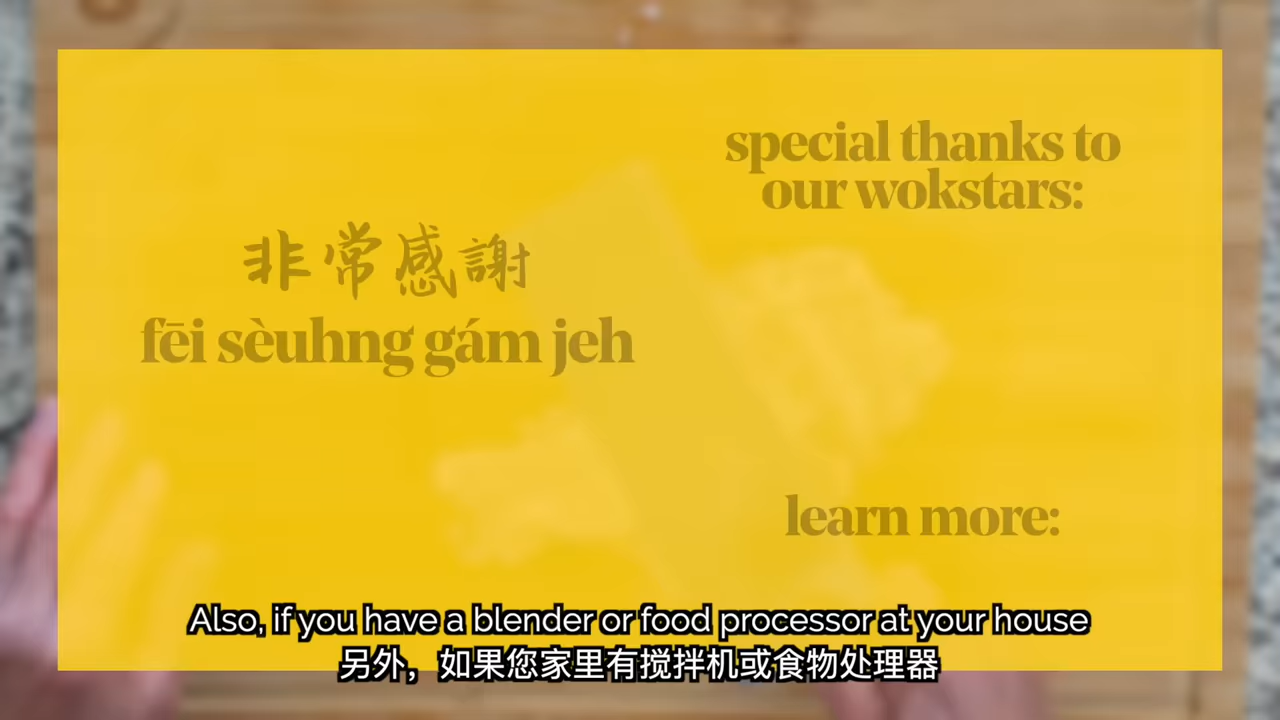 special thanks to
our wokstars:
非常感謝
fēi sèuhng gám jeh
learn more:
Also, if you have a blender or food processor at your house
另外，如果您家里有搅拌机或食物处理器